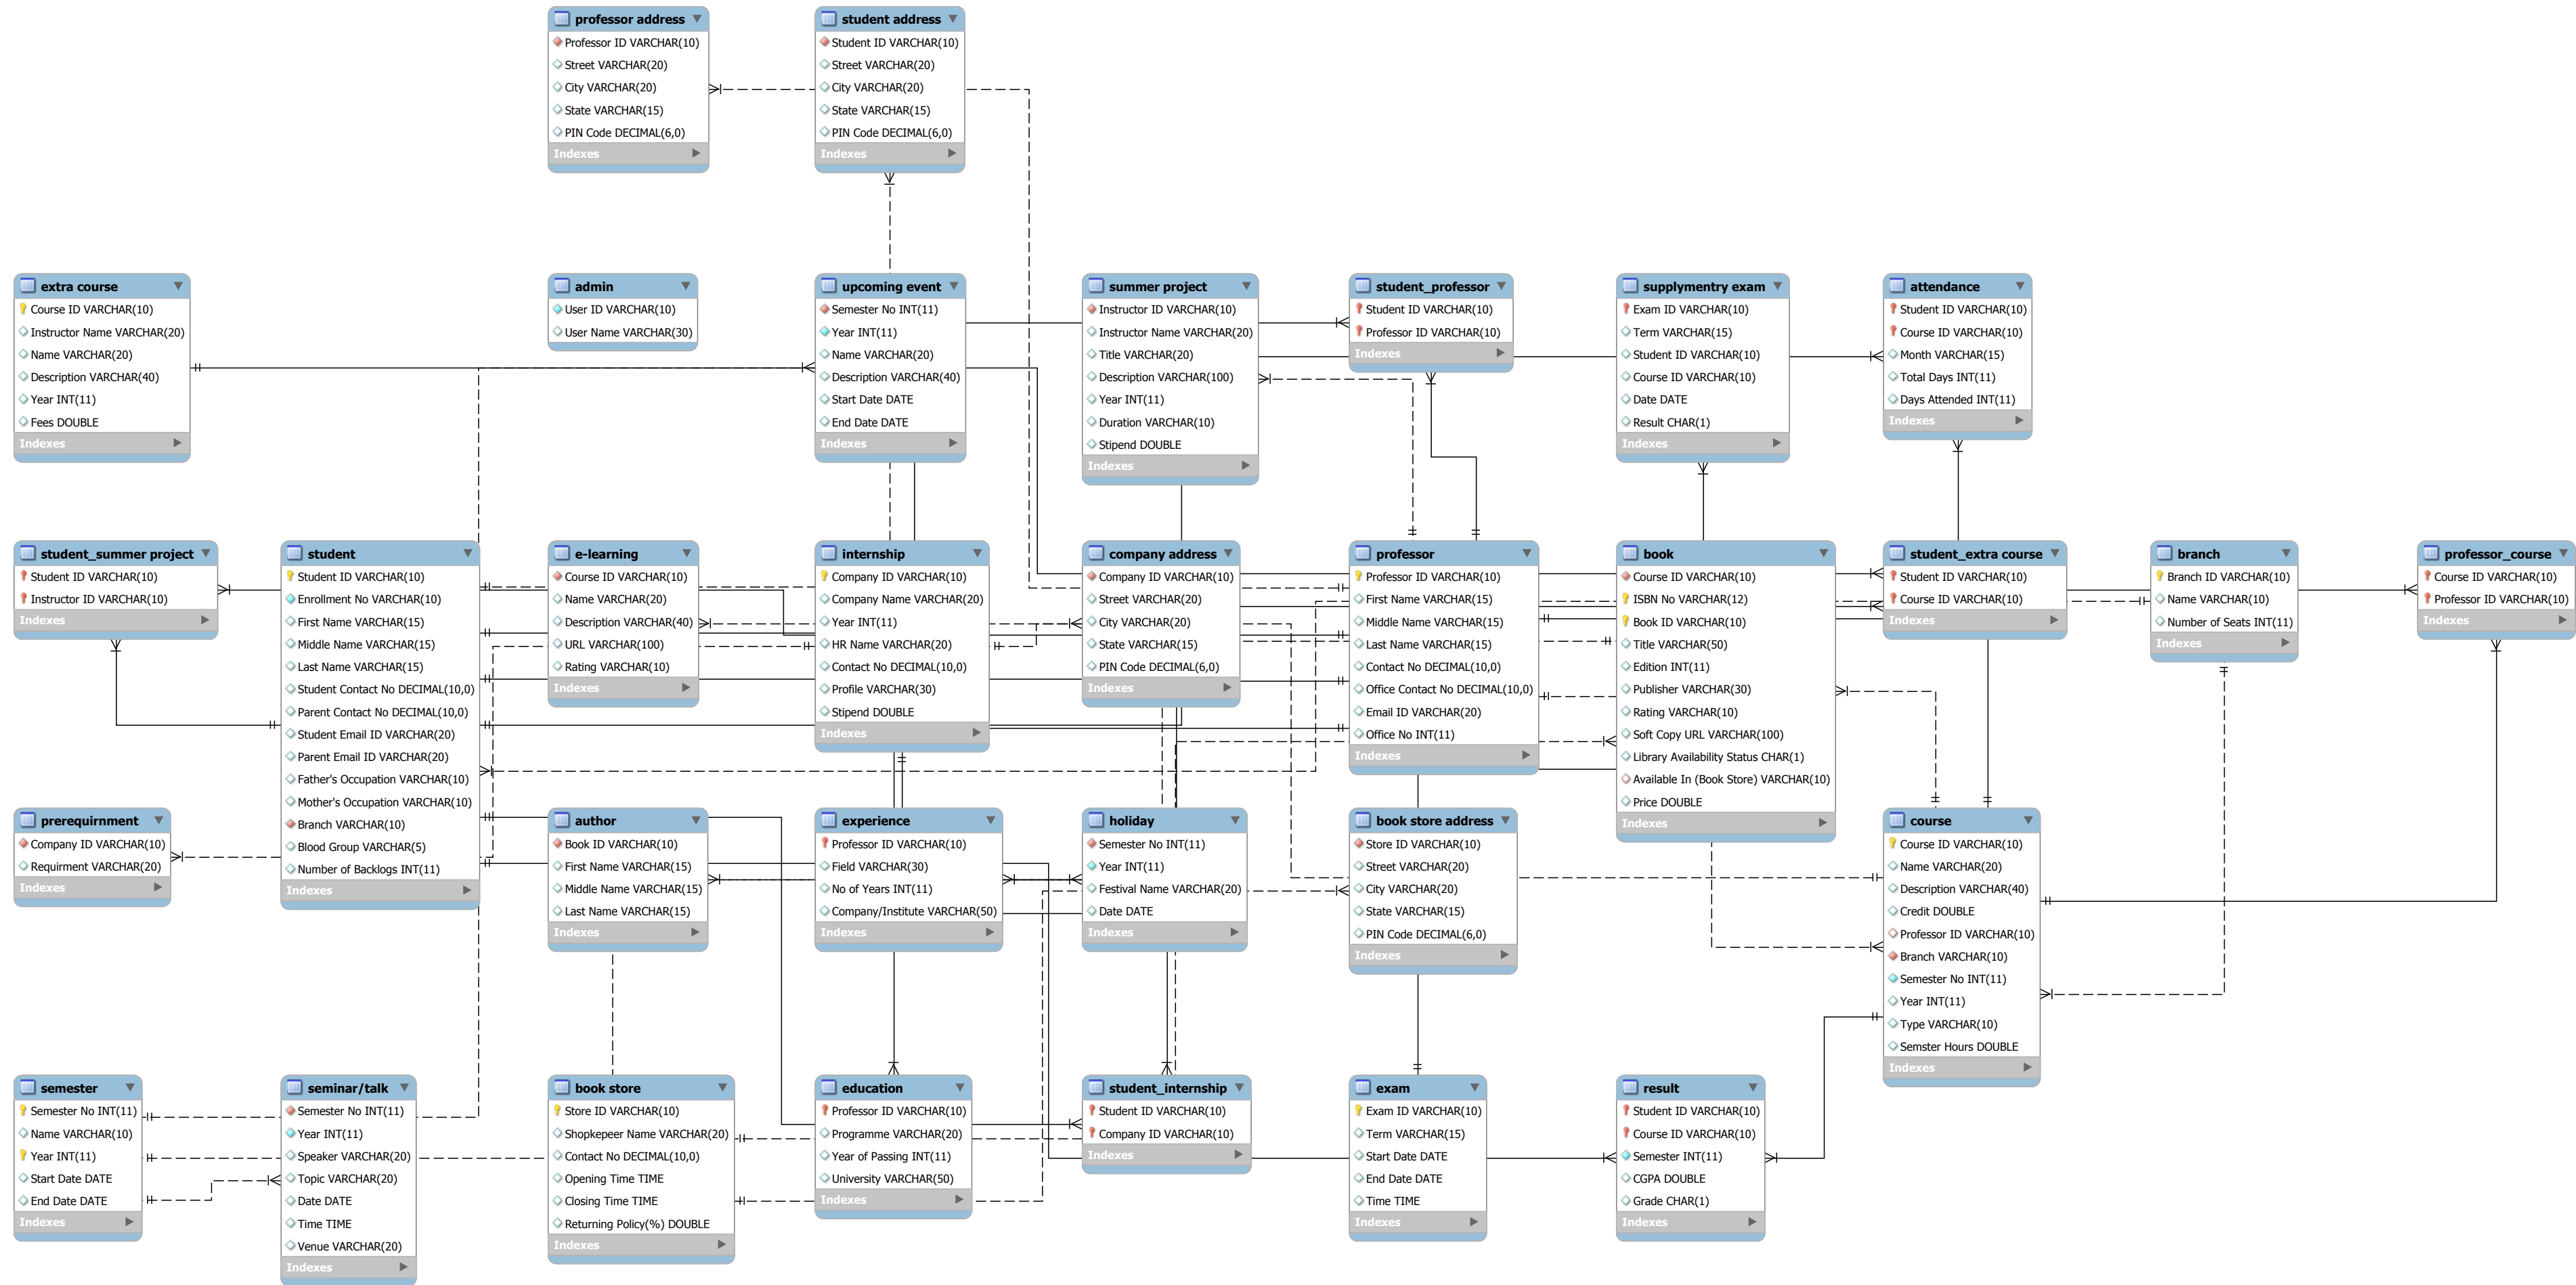 professor address
Professor ID VARCHAR(10)
Street VARCHAR(20)
City VARCHAR(20)
State VARCHAR(15)
PIN Code DECIMAL(6,0)
Indexes
student address
Student ID VARCHAR(10)
Street VARCHAR(20)
City VARCHAR(20)
State VARCHAR(15)
PIN Code DECIMAL(6,0)
Indexes
extra course
Course ID VARCHAR(10)
Instructor Name VARCHAR(20)
Name VARCHAR(20)
Description VARCHAR(40)
Year INT(11)
Fees DOUBLE
Indexes
admin
User ID VARCHAR(10)
User Name VARCHAR(30)
upcoming event
Semester No INT(11)
Year INT(11)
Name VARCHAR(20)
Description VARCHAR(40)
Start Date DATE
End Date DATE
Indexes
summer project
Instructor ID VARCHAR(10)
Instructor Name VARCHAR(20)
Title VARCHAR(20)
Description VARCHAR(100)
Year INT(11)
Duration VARCHAR(10)
Stipend DOUBLE
Indexes
student_professor
Student ID VARCHAR(10)
Professor ID VARCHAR(10)
Indexes
supplymentry exam
Exam ID VARCHAR(10)
Term VARCHAR(15)
Student ID VARCHAR(10)
Course ID VARCHAR(10)
Date DATE
Result CHAR(1)
Indexes
attendance
Student ID VARCHAR(10)
Course ID VARCHAR(10)
Month VARCHAR(15)
Total Days INT(11)
Days Attended INT(11)
Indexes
student_summer project
Student ID VARCHAR(10)
Instructor ID VARCHAR(10)
Indexes
student
Student ID VARCHAR(10)
Enrollment No VARCHAR(10)
First Name VARCHAR(15)
Middle Name VARCHAR(15)
Last Name VARCHAR(15)
Student Contact No DECIMAL(10,0)
Parent Contact No DECIMAL(10,0)
Student Email ID VARCHAR(20)
Parent Email ID VARCHAR(20)
Father's Occupation VARCHAR(10)
Mother's Occupation VARCHAR(10)
Branch VARCHAR(10)
Blood Group VARCHAR(5)
Number of Backlogs INT(11)
Indexes
e-learning
Course ID VARCHAR(10)
Name VARCHAR(20)
Description VARCHAR(40)
URL VARCHAR(100)
Rating VARCHAR(10)
Indexes
internship
Company ID VARCHAR(10)
Company Name VARCHAR(20)
Year INT(11)
HR Name VARCHAR(20)
Contact No DECIMAL(10,0)
Profile VARCHAR(30)
Stipend DOUBLE
Indexes
company address
Company ID VARCHAR(10)
Street VARCHAR(20)
City VARCHAR(20)
State VARCHAR(15)
PIN Code DECIMAL(6,0)
Indexes
professor
Professor ID VARCHAR(10)
First Name VARCHAR(15)
Middle Name VARCHAR(15)
Last Name VARCHAR(15)
Contact No DECIMAL(10,0)
Office Contact No DECIMAL(10,0)
Email ID VARCHAR(20)
Office No INT(11)
Indexes
book
Course ID VARCHAR(10)
ISBN No VARCHAR(12)
Book ID VARCHAR(10)
Title VARCHAR(50)
Edition INT(11)
Publisher VARCHAR(30)
Rating VARCHAR(10)
Soft Copy URL VARCHAR(100)
Library Availability Status CHAR(1)
Available In (Book Store) VARCHAR(10)
Price DOUBLE
Indexes
student_extra course
Student ID VARCHAR(10)
Course ID VARCHAR(10)
Indexes
branch
Branch ID VARCHAR(10)
Name VARCHAR(10)
Number of Seats INT(11)
Indexes
professor_course
Course ID VARCHAR(10)
Professor ID VARCHAR(10)
Indexes
prerequirnment
Company ID VARCHAR(10)
Requirment VARCHAR(20)
Indexes
author
Book ID VARCHAR(10)
First Name VARCHAR(15)
Middle Name VARCHAR(15)
Last Name VARCHAR(15)
Indexes
experience
Professor ID VARCHAR(10)
Field VARCHAR(30)
No of Years INT(11)
Company/Institute VARCHAR(50)
Indexes
holiday
Semester No INT(11)
Year INT(11)
Festival Name VARCHAR(20)
Date DATE
Indexes
book store address
Store ID VARCHAR(10)
Street VARCHAR(20)
City VARCHAR(20)
State VARCHAR(15)
PIN Code DECIMAL(6,0)
Indexes
course
Course ID VARCHAR(10)
Name VARCHAR(20)
Description VARCHAR(40)
Credit DOUBLE
Professor ID VARCHAR(10)
Branch VARCHAR(10)
Semester No INT(11)
Year INT(11)
Type VARCHAR(10)
Semster Hours DOUBLE
Indexes
semester
Semester No INT(11)
Name VARCHAR(10)
Year INT(11)
Start Date DATE
End Date DATE
Indexes
seminar/talk
Semester No INT(11)
Year INT(11)
Speaker VARCHAR(20)
Topic VARCHAR(20)
Date DATE
Time TIME
Venue VARCHAR(20)
Indexes
book store
Store ID VARCHAR(10)
Shopkepeer Name VARCHAR(20)
Contact No DECIMAL(10,0)
Opening Time TIME
Closing Time TIME
Returning Policy(%) DOUBLE
Indexes
education
Professor ID VARCHAR(10)
Programme VARCHAR(20)
Year of Passing INT(11)
University VARCHAR(50)
Indexes
student_internship
Student ID VARCHAR(10)
Company ID VARCHAR(10)
Indexes
exam
Exam ID VARCHAR(10)
Term VARCHAR(15)
Start Date DATE
End Date DATE
Time TIME
Indexes
result
Student ID VARCHAR(10)
Course ID VARCHAR(10)
Semester INT(11)
CGPA DOUBLE
Grade CHAR(1)
Indexes